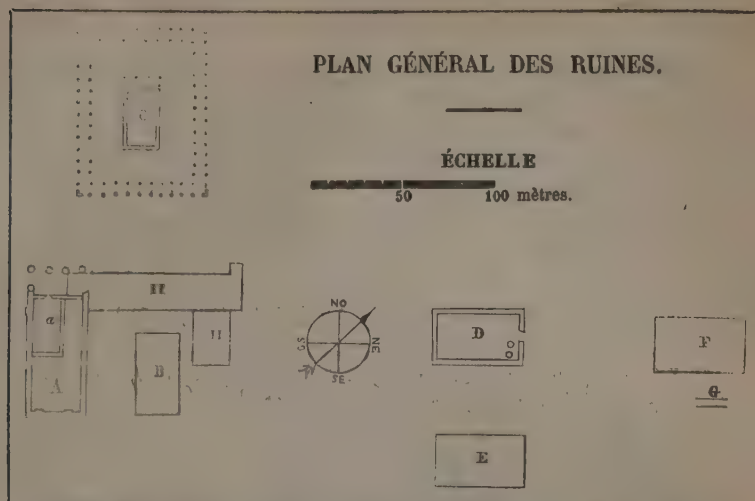 PLAN GÉNÉRAL DES RUINES.
ÉCHELLE
50 100 mètres.
H
NO
a
H
NE
D
F
B
SE.
A
G
E